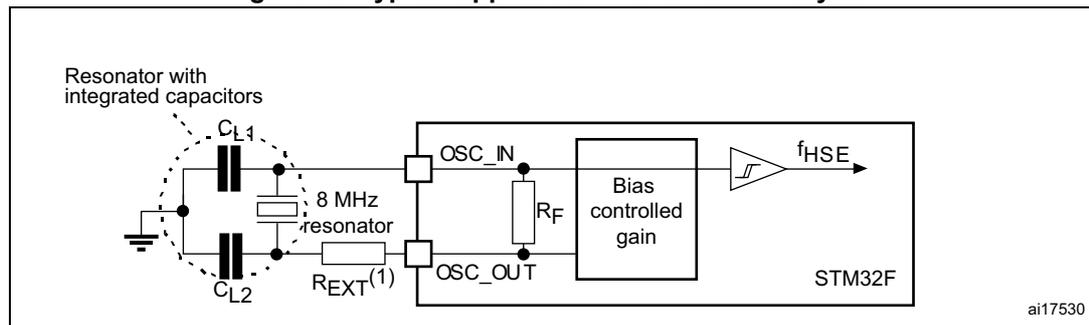 Resonator with
integrated capacitors
CL1
OSC_IN
fHSE
8 MHz
resonator
RF
Bias
controlled
gain
REXT(1)
OSC_OUT
CL2
STM32F
ai17530